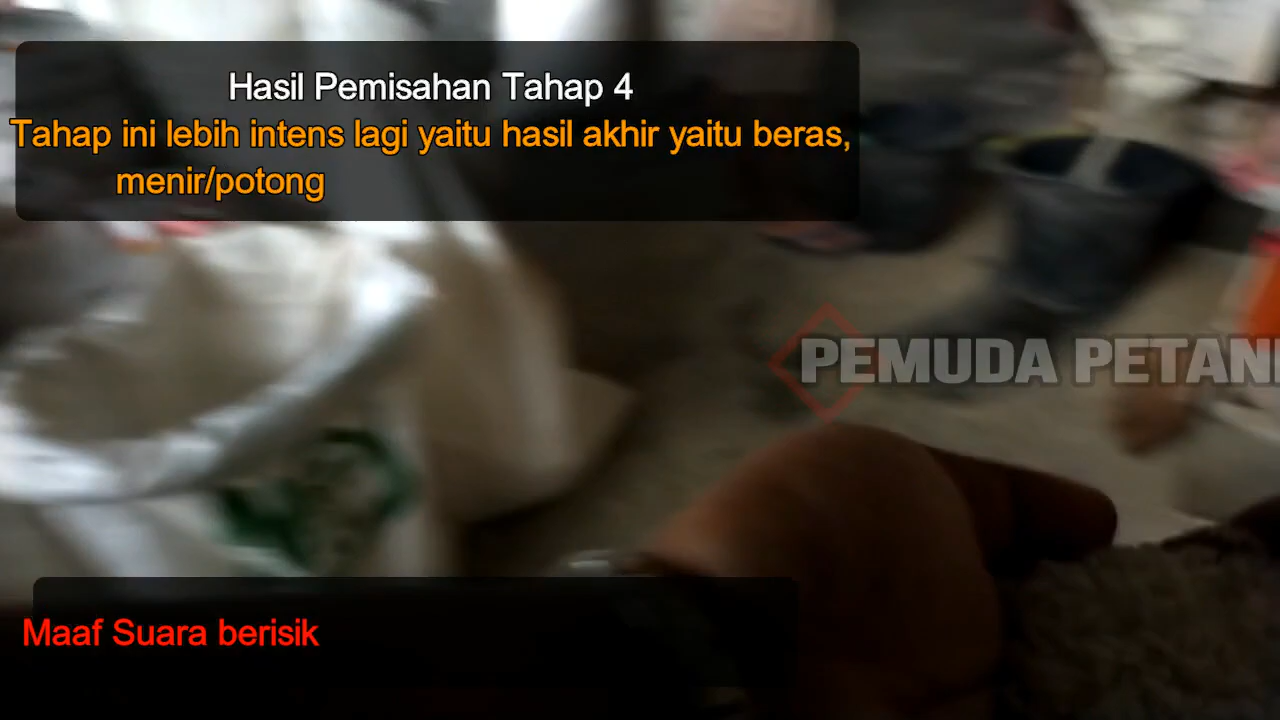 Hasil Pemisahan Tahap 4
Tahap ini lebih intens lagi yaitu hasil akhir yaitu beras,
menir/potong
PEMUDA PETANI
Maaf Suara berisik